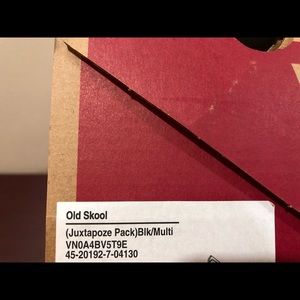 Old Skool
(Juxtapoze Pack)Blk/Multi
VN0A4BV5T9E
45-20192-7-04130